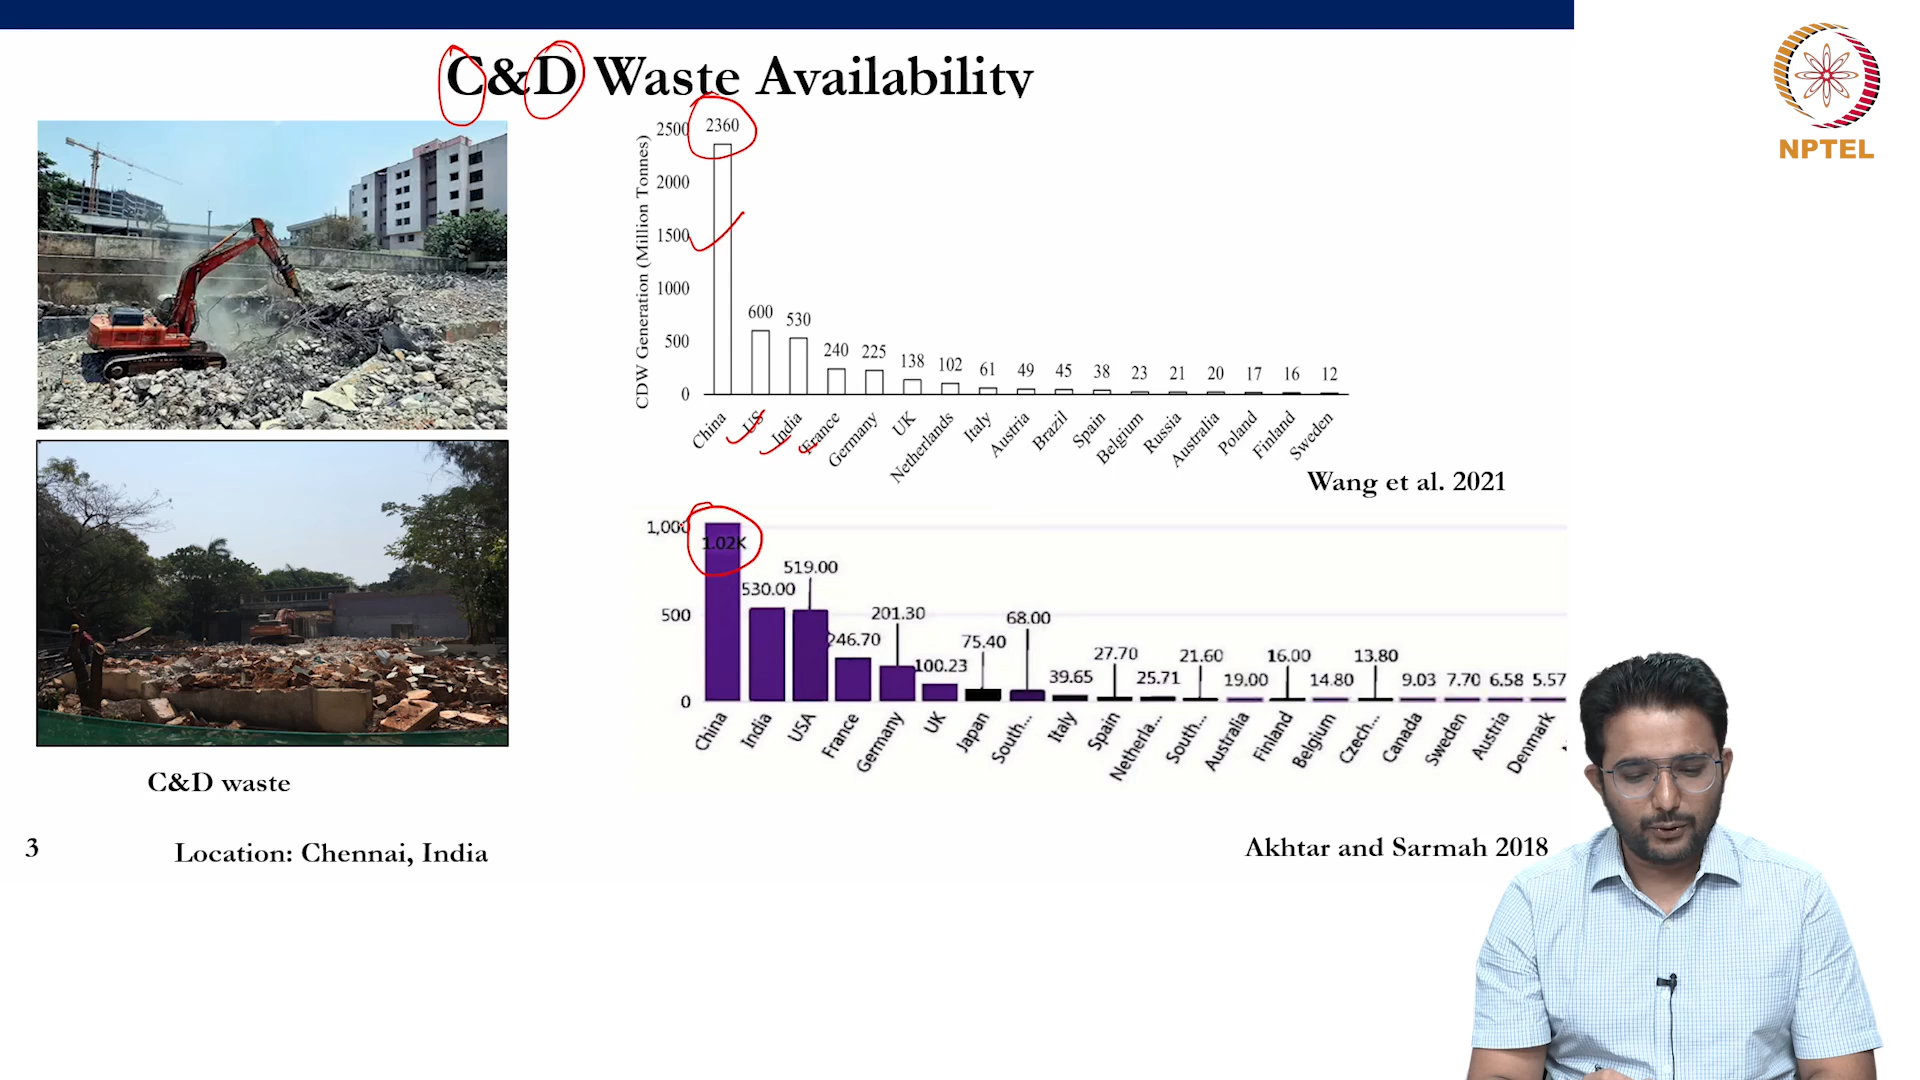 C&D Waste Availability
NPTEL
CDW Generation (Million Tonnes)
2500
2000
1500
1000
500
0
2360
600
530
240
225
138
102
61
49
45
38
23
21
20
17
16
12
China
US
India
France
Germany
UK
Netherlands
Italy
Austria
Brazil
Spain
Belgium
Russia
Australia
Poland
Finland
Sweden
Wang et al. 2021
1,000
500
0
1.02K
530.00
519.00
246.70
201.30
100.23
75.40
68.00
39.65
27.70
25.71
21.60
19.00
16.00
14.80
13.80
9.03
7.70
6.58
5.57
China
India
USA
France
Germany
UK
Japan
South...
Italy
Spain
Netherla...
South...
Australia
Finland
Belgium
Czech...
Canada
Sweden
Austria
Denmark
C&D waste
3
Location: Chennai, India
Akhtar and Sarmah 2018